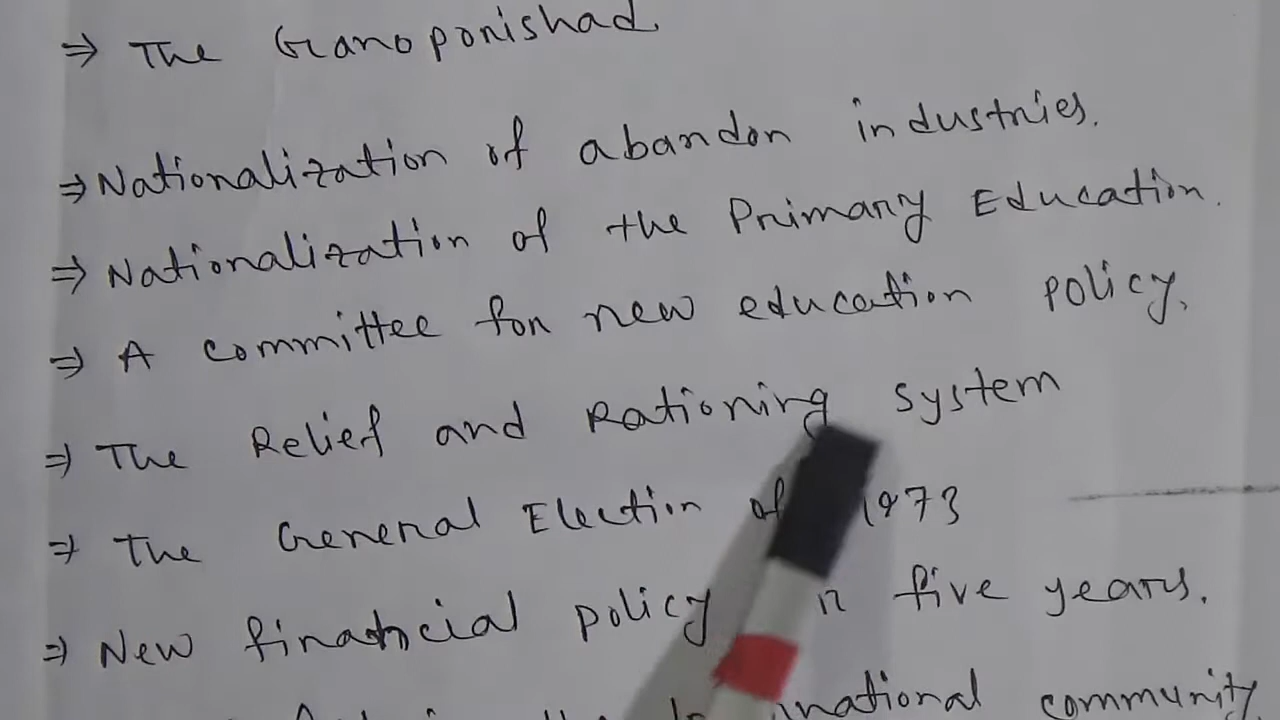 ⇒ The Ganoponishad.
⇒ Nationalization of abandon industries.
⇒ Nationalization of the Primary Education.
⇒ A committee for new education policy.
⇒ The Relief and Rationing system
⇒ The General Election of 1973
⇒ New financial policy five years.
national community